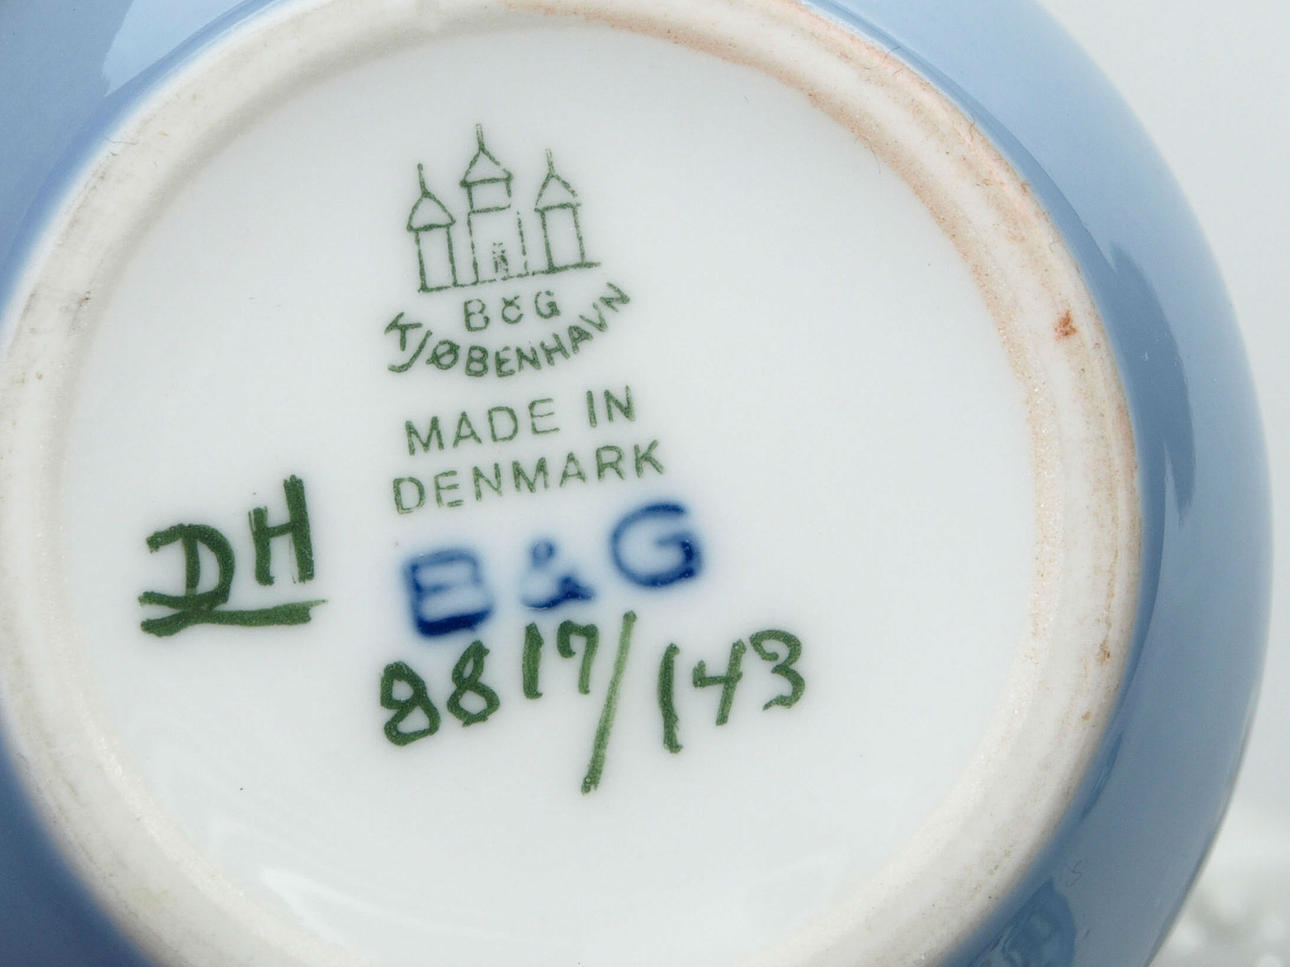 B&G
KJØBENHAVN
MADE IN
DENMARK
DH
B&G
8817/143